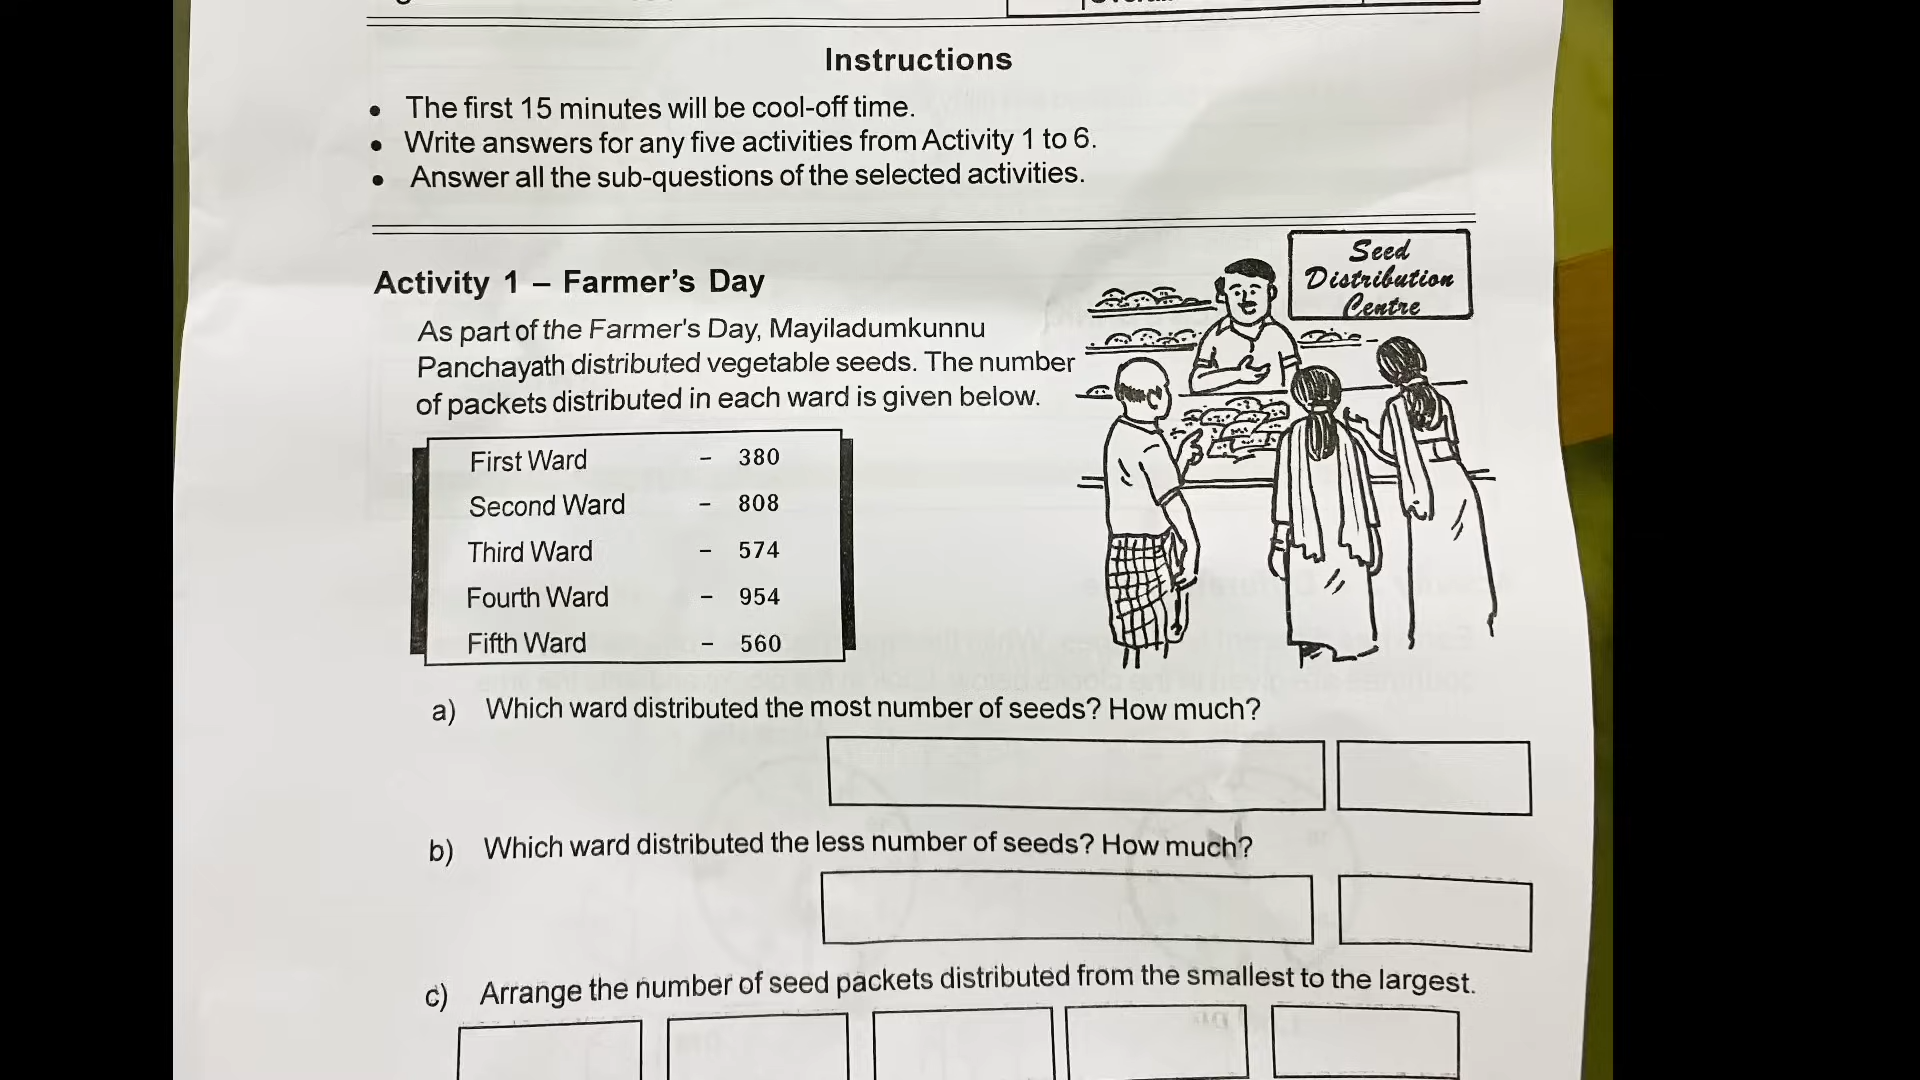 Instructions
• The first 15 minutes will be cool-off time.
• Write answers for any five activities from Activity 1 to 6.
• Answer all the sub-questions of the selected activities.
Seed
Distribution
Centre
Activity 1 – Farmer's Day
As part of the Farmer's Day, Mayiladumkunnu
Panchayath distributed vegetable seeds. The number
of packets distributed in each ward is given below.
First Ward - 380
Second Ward - 808
Third Ward - 574
Fourth Ward - 954
Fifth Ward - 560
a) Which ward distributed the most number of seeds? How much?
b) Which ward distributed the less number of seeds? How much?
c) Arrange the number of seed packets distributed from the smallest to the largest.